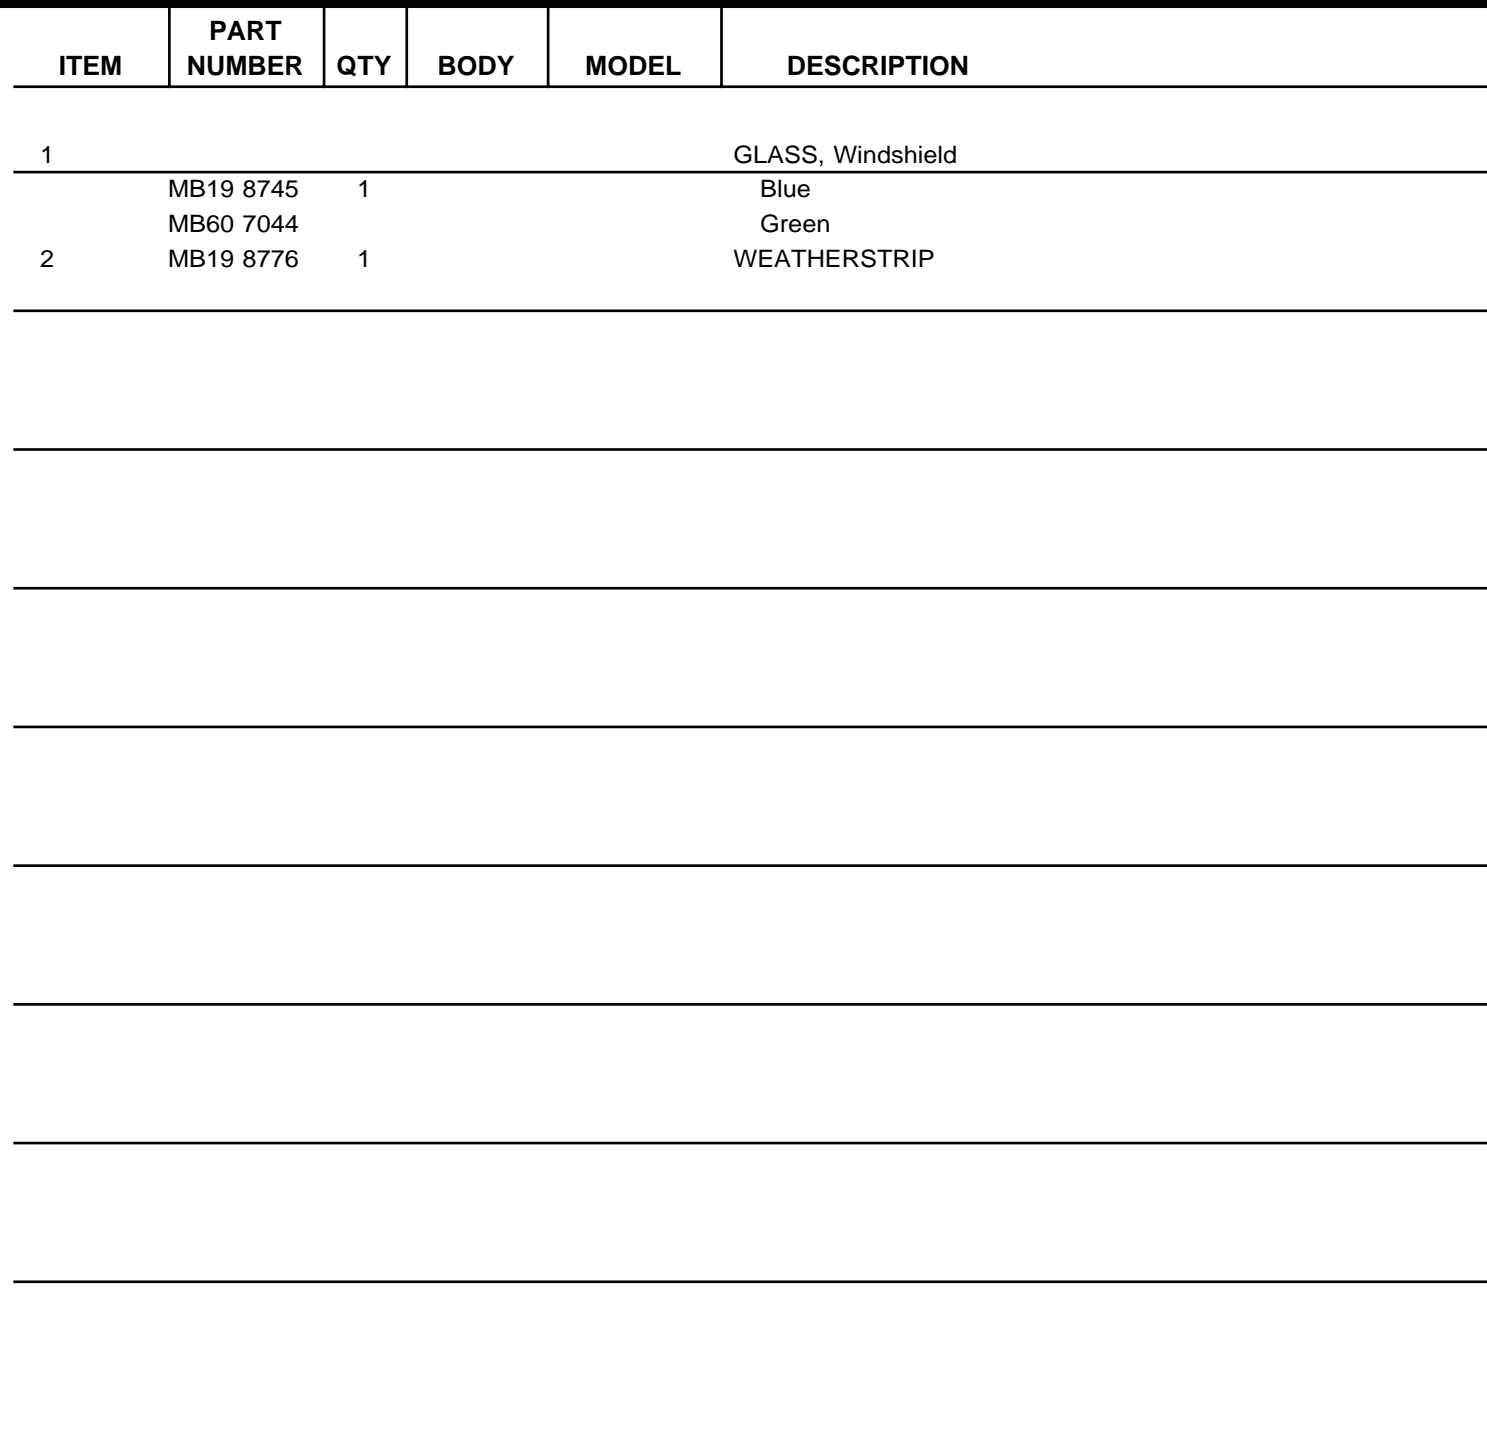 PART
ITEM NUMBER QTY BODY MODEL DESCRIPTION
1 GLASS, Windshield
MB19 8745 1 Blue
MB60 7044 Green
2 MB19 8776 1 WEATHERSTRIP